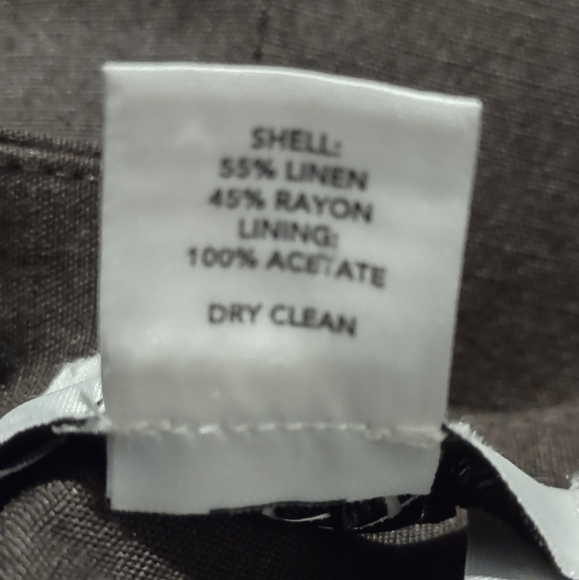 SHELL:
55% LINEN
45% RAYON
LINING:
100% ACETATE
DRY CLEAN